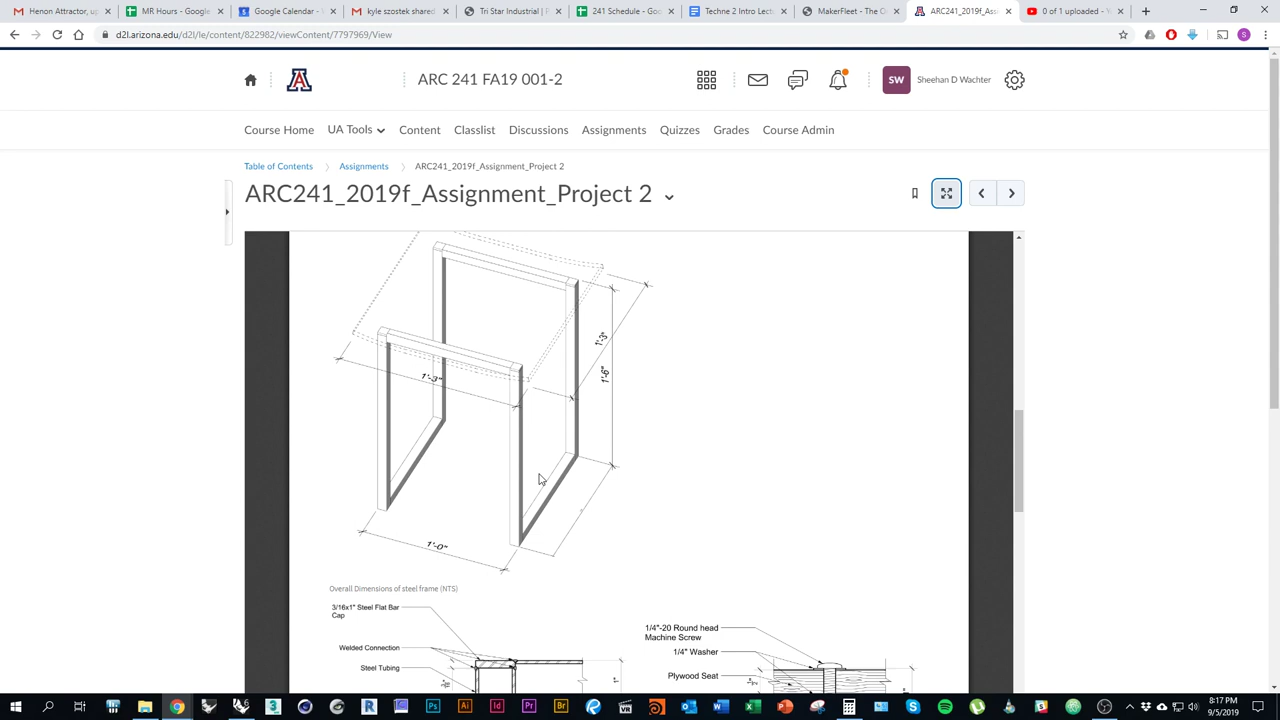 Henon Attractor, up
MR Hours - Google
Google Calendar -
kyle szostek shared
Tri Star Industrial | F
241 Schedule - Goo
Techne 2 Intro Lectu
MakerFleet - The C
ARC241_2019f_Ass
0 of 1 uploaded - Y
d2l.arizona.edu/d2l/le/content/822982/viewContent/7797969/View
S
A
ARC 241 FA19 001-2
SW
Sheehan D Wachter
Course Home
UA Tools
Content
Classlist
Discussions
Assignments
Quizzes
Grades
Course Admin
Table of Contents
Assignments
ARC241_2019f_Assignment_Project 2
ARC241_2019f_Assignment_Project 2
1'-3"
1'-6"
1'-3"
1'-0"
Overall Dimensions of steel frame (NTS)
3/16x1" Steel Flat Bar
Cap
Welded Connection
Steel Tubing
1"
1/4"-20 Round head
Machine Screw
1/4" Washer
Plywood Seat
8:17 PM
9/5/2019